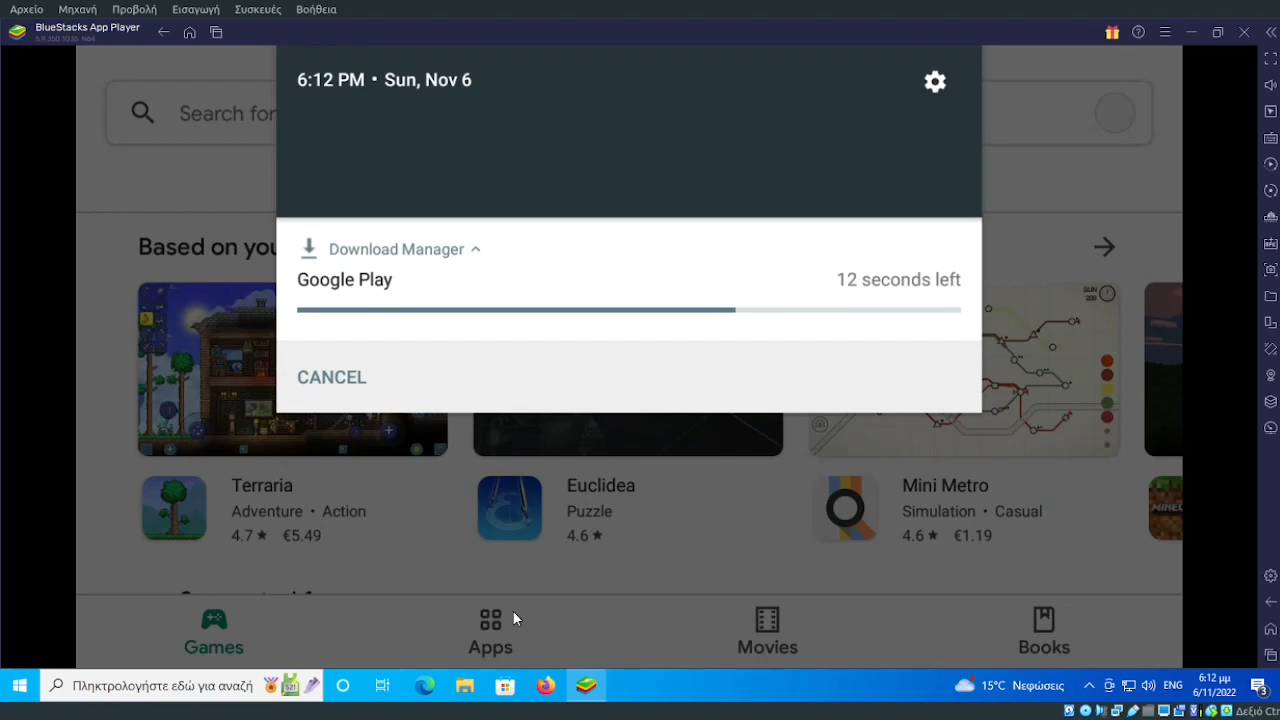 Αρχείο Μηχανή Προβολή Εισαγωγή Συσκευές Βοήθεια
BlueStacks App Player
6:12 PM • Sun, Nov 6
Search for
Based on you
Download Manager
Google Play 12 seconds left
CANCEL
Terraria Euclidea Mini Metro
Adventure • Action Puzzle Simulation • Casual
4.7 ★ €5.49 4.6 ★ 4.6 ★ €1.19
Games Apps Movies Books
Πληκτρολογήστε εδώ για αναζή 15°C Νεφώσεις ENG 6:12 μμ
6/11/2022
Δεξιό Ctr